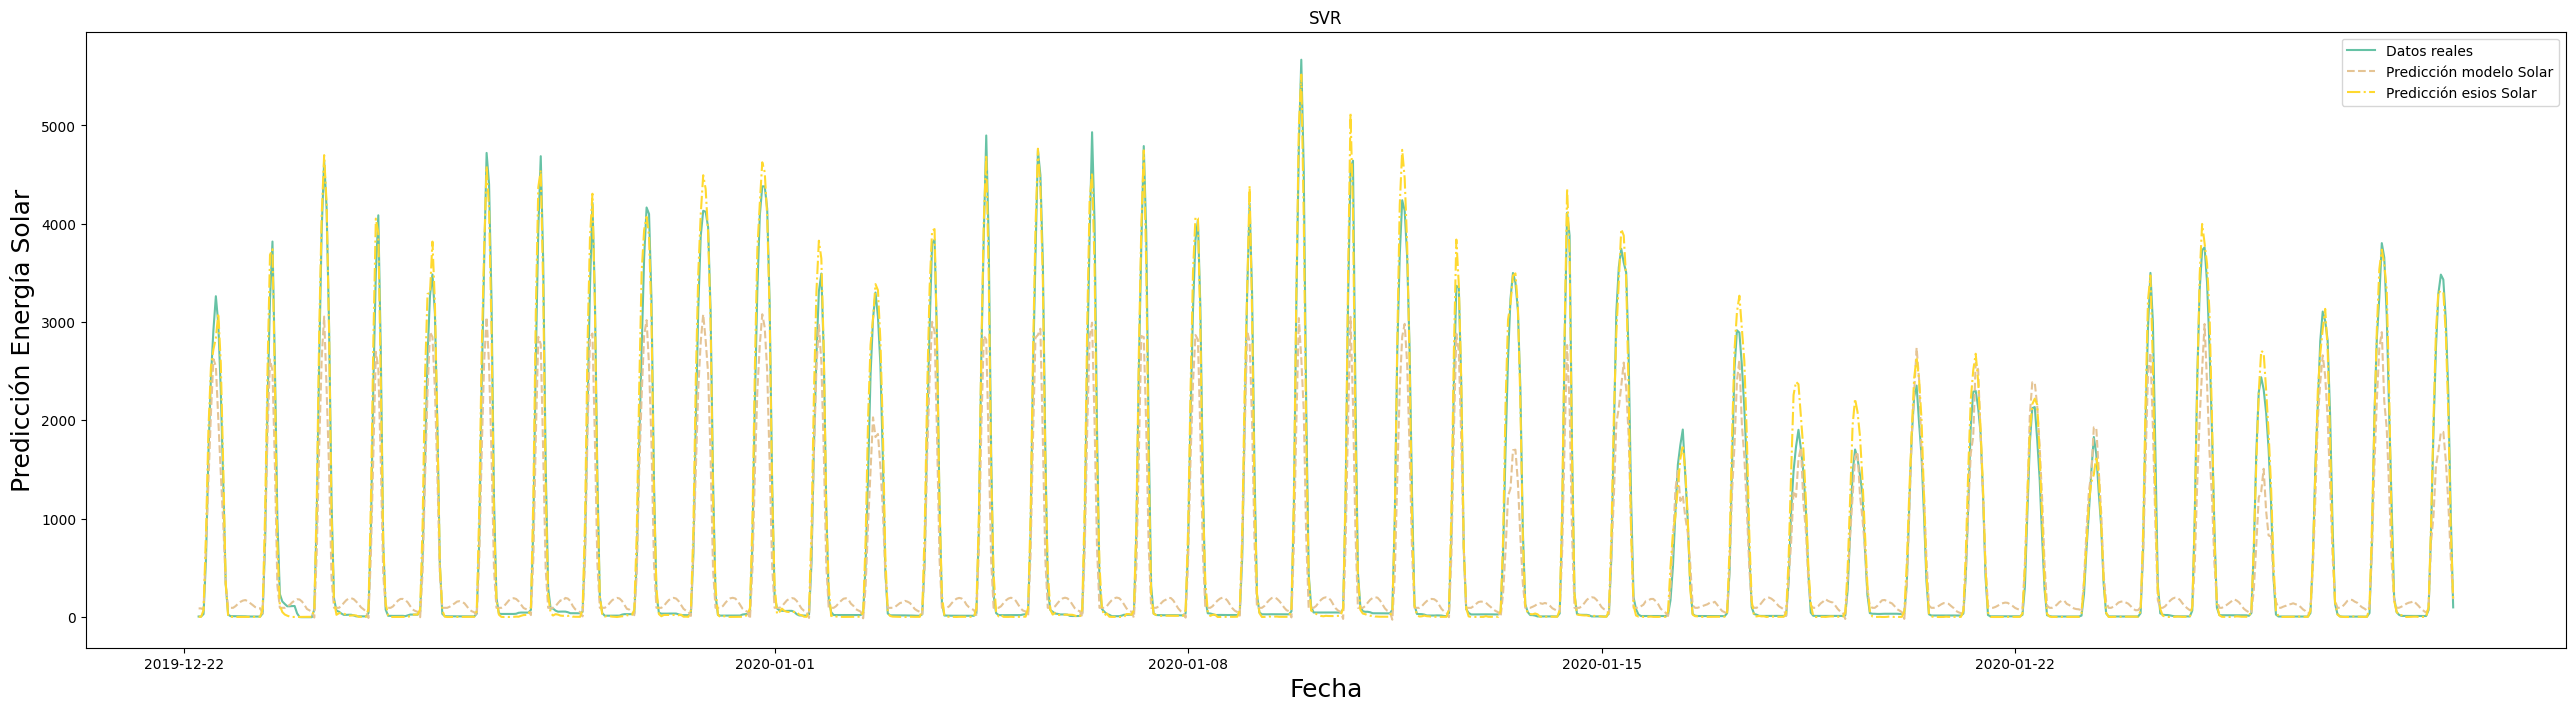 SVR
Datos reales
Predicción modelo Solar
Predicción esios Solar
Predicción Energía Solar
5000
4000
3000
2000
1000
0
2019-12-22
2020-01-01
2020-01-08
2020-01-15
2020-01-22
Fecha